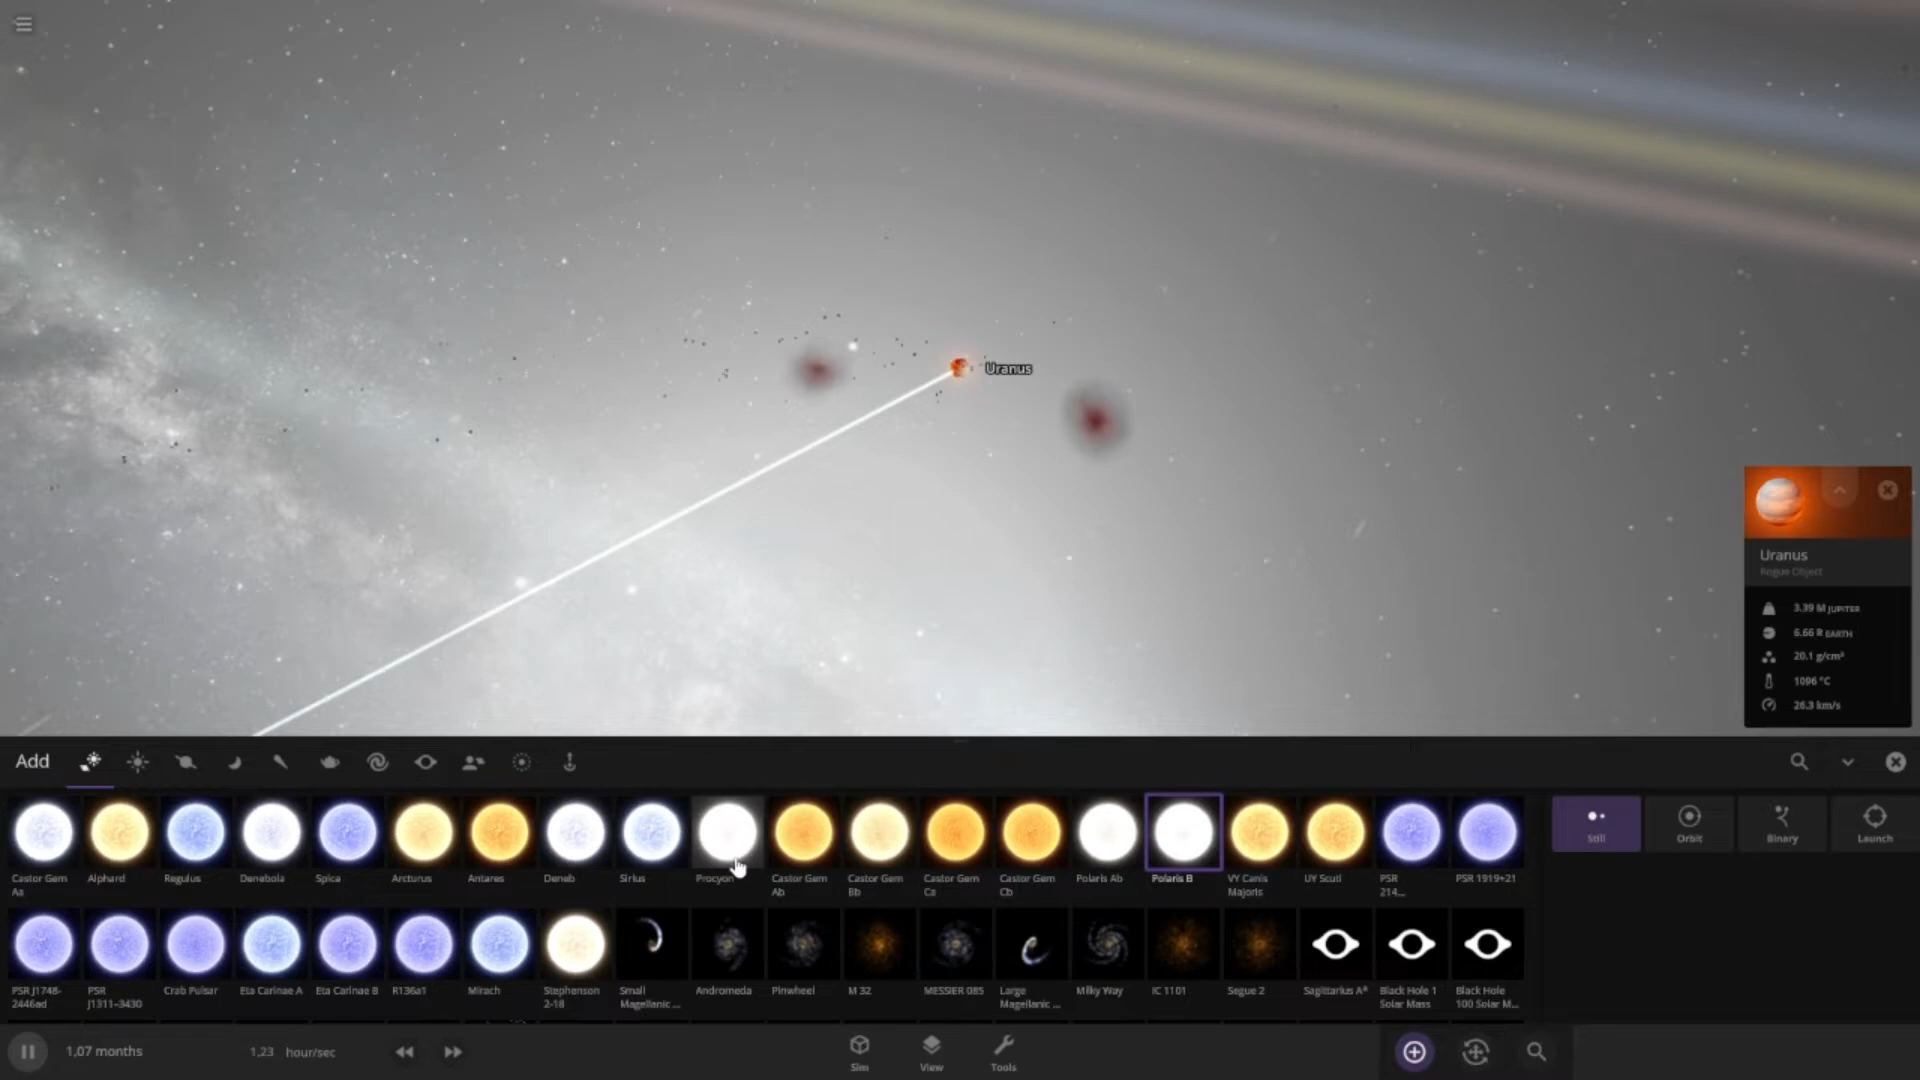 Uranus
Uranus
Rogue Object
3.39 M JUPITER
6.66 R EARTH
20.1 g/cm³
1096 °C
26.3 km/s
Add
Castor Gem Aa
Alphard
Regulus
Denebola
Spica
Arcturus
Antares
Deneb
Sirius
Procyon
Castor Gem Ab
Castor Gem Bb
Castor Gem Ca
Castor Gem Cb
Polaris Ab
Polaris B
VY Canis Majoris
UY Scuti
PSR 214...
PSR 1919+21
Still
Orbit
Binary
Launch
PSR J1748-2446ad
PSR J1311-3430
Crab Pulsar
Eta Carinae A
Eta Carinae B
R136a1
Mirach
Stephenson 2-18
Small Magellanic ...
Andromeda
Pinwheel
M 32
MESSIER 085
Large Magellanic ...
Milky Way
IC 1101
Segue 2
Sagittarius A*
Black Hole 1 Solar Mass
Black Hole 100 Solar M...
1,07 months
1,23 hour/sec
Sim
View
Tools